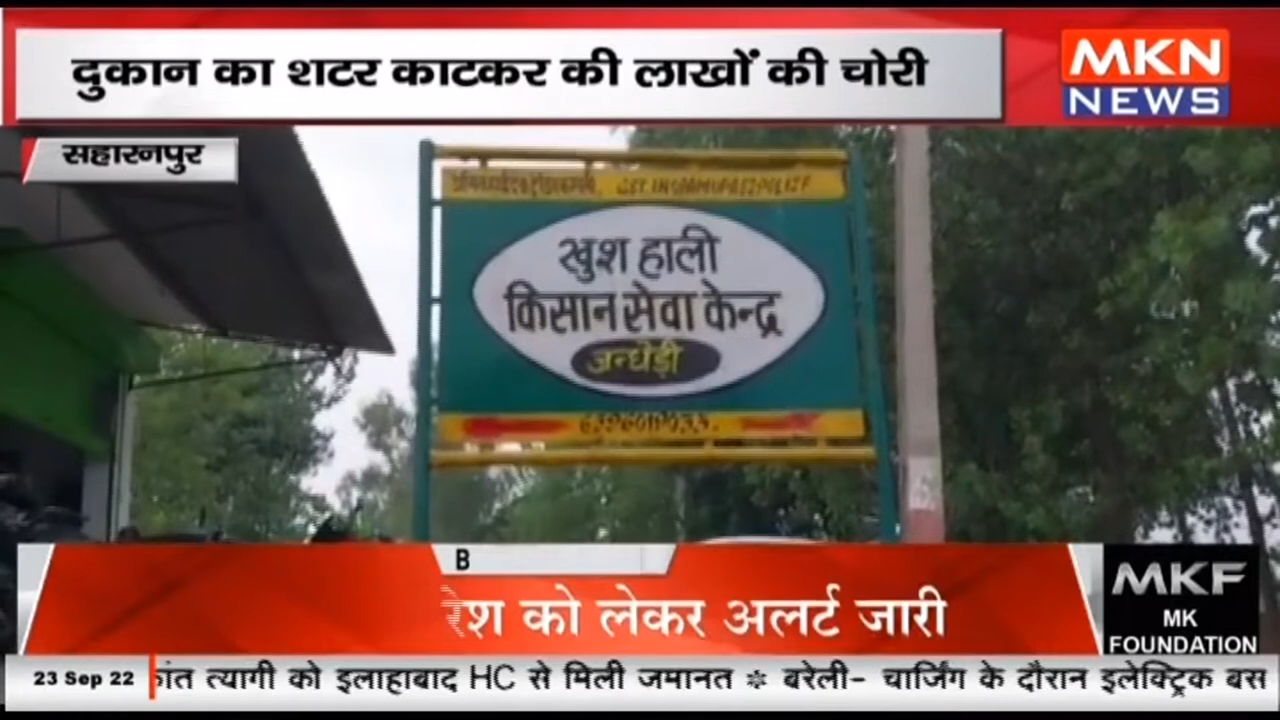 दुकान का शटर काटकर की लाखों की चोरी
MKN
NEWS
सहारनपुर
खुश हाली
किसान सेवा केन्द्र
जन्धेड़ी
B
को लेकर अलर्ट जारी
MKF
MK
FOUNDATION
23 Sep 22
त्यागी को इलाहाबाद HC से मिली जमानत * बरेली- चार्जिंग के दौरान इलेक्ट्रिक बस